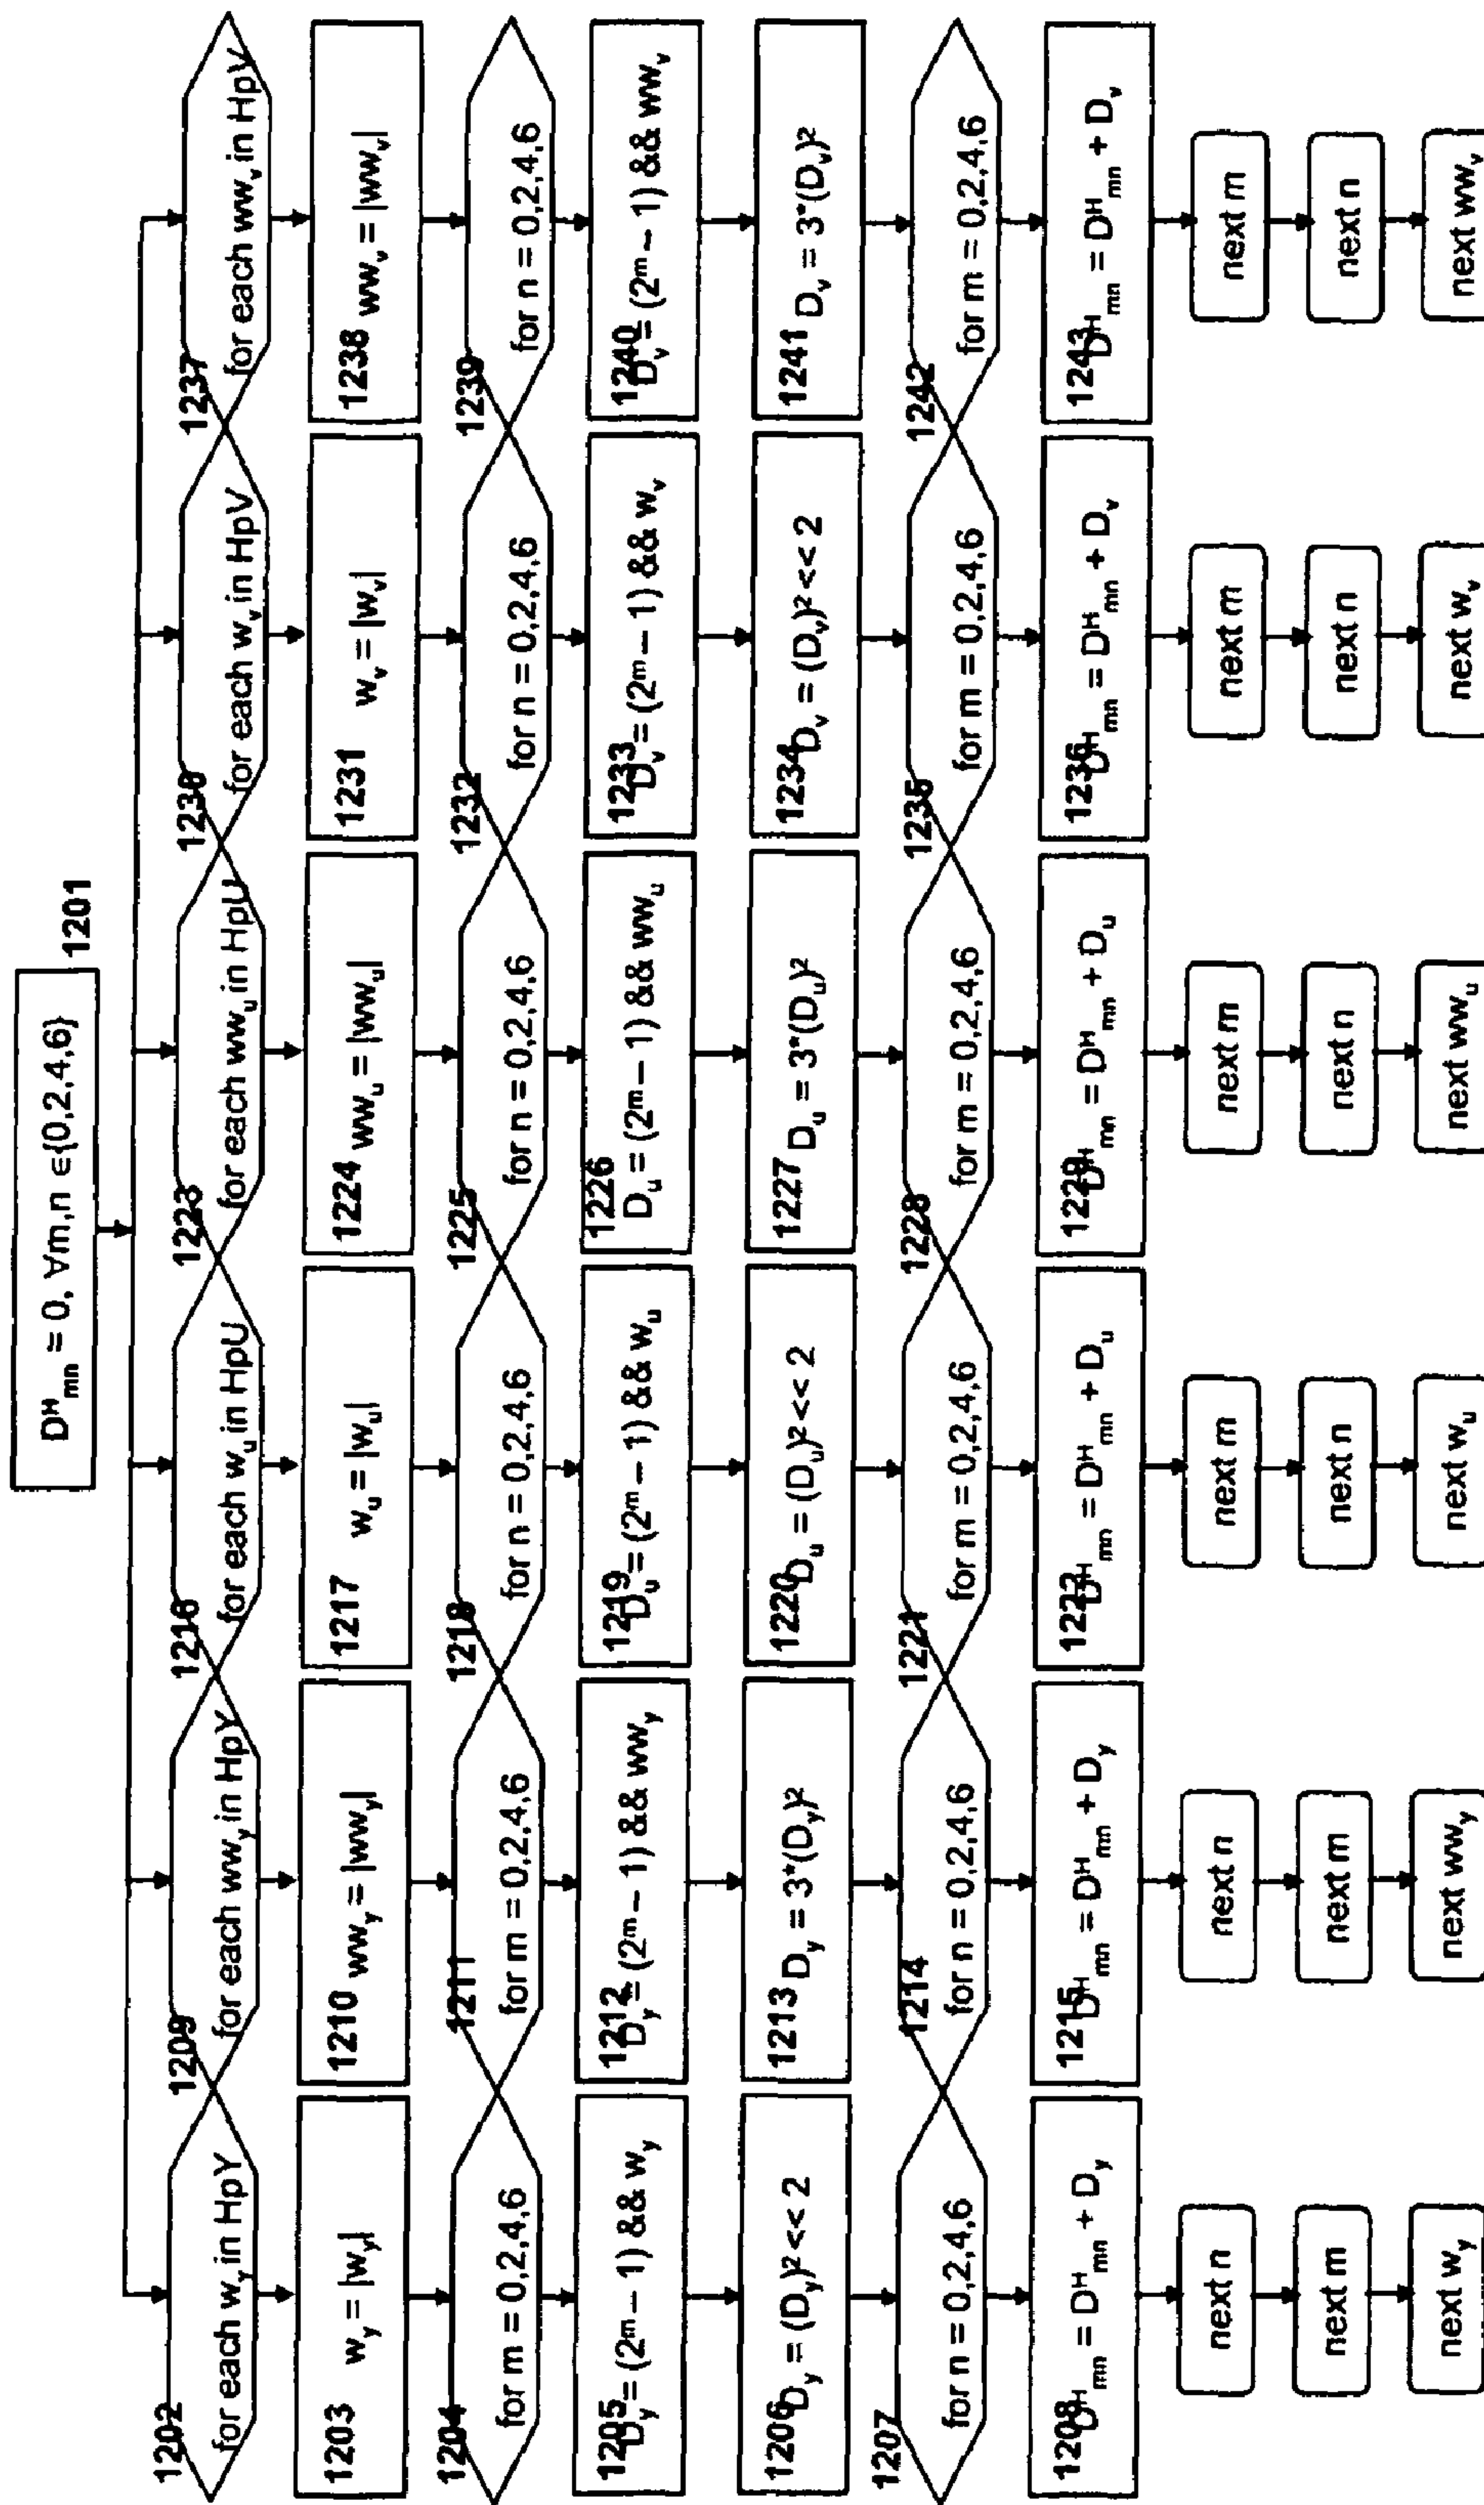 D^H_mn = 0, ∀m,n ∈{0,2,4,6}
1201
1202
for each w_y in HpY
1203
w_y = |w_y|
1204
for m = 0,2,4,6
1205
D_y = (2^m – 1) && w_y
1206
D_y = (D_y)² << 2
1207
for n = 0,2,4,6
1208
D^H_mn = D^H_mn + D_y
next n
next m
next w_y
1209
for each ww_y in HpY
1210
ww_y = |ww_y|
1211
for m = 0,2,4,6
1212
D_y = (2^m – 1) && ww_y
1213
D_y = 3*(D_y)²
1214
for n = 0,2,4,6
1215
D^H_mn = D^H_mn + D_y
next n
next m
next ww_y
1216
for each w_u in HpU
1217
w_u = |w_u|
1218
for n = 0,2,4,6
1219
D_u = (2^m – 1) && w_u
1220
D_u = (D_u)² << 2
1221
for m = 0,2,4,6
1222
D^H_mn = D^H_mn + D_u
next m
next n
next w_u
1223
for each ww_u in HpU
1224
ww_u = |ww_u|
1225
for n = 0,2,4,6
1226
D_u = (2^m – 1) && ww_u
1227
D_u = 3*(D_u)²
1228
for m = 0,2,4,6
1229
D^H_mn = D^H_mn + D_u
next m
next n
next ww_u
1230
for each w_v in HpV
1231
w_v = |w_v|
1232
for n = 0,2,4,6
1233
D_v = (2^m – 1) && w_v
1234
D_v = (D_v)² << 2
1235
for m = 0,2,4,6
1236
D^H_mn = D^H_mn + D_v
next m
next n
next w_v
1237
for each ww_v in HpV
1238
ww_v = |ww_v|
1239
for n = 0,2,4,6
1240
D_v = (2^m – 1) && ww_v
1241
D_v = 3*(D_v)²
1242
for m = 0,2,4,6
1243
D^H_mn = D^H_mn + D_v
next m
next n
next ww_v